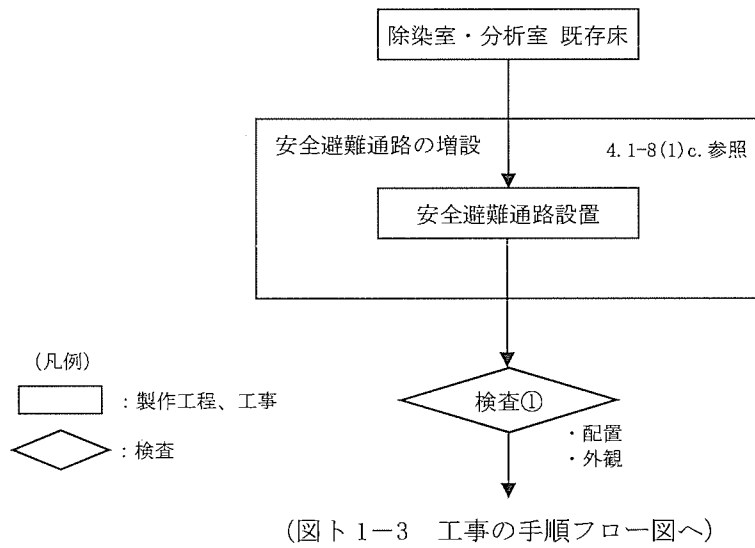 除染室・分析室 既存床
安全避難通路の増設
4.1-8(1)c.参照
安全避難通路設置
検査①
・配置
・外観
(凡例)
：製作工程、工事
：検査
(図ト1－3 工事の手順フロー図へ)